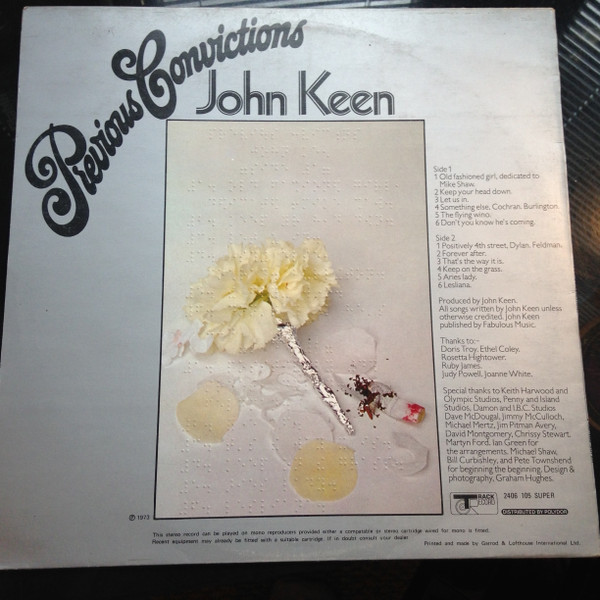 Previous Convictions
John Keen
Side 1
1 Old fashioned girl, dedicated to
Mike Shaw.
2 Keep your head down.
3 Let us in.
4 Something else, Cochran. Burlington.
5 The flying wino.
6 Don't you know he's coming.
Side 2
1 Positively 4th street, Dylan. Feldman.
2 Forever after.
3 That's the way it is.
4 Keep on the grass.
5 Aries lady.
6 Lesliana.
Produced by John Keen.
All songs written by John Keen unless
otherwise credited. John Keen
published by Fabulous Music.
Thanks to:-
Doris Troy, Ethel Coley,
Rosetta Hightower,
Ruby James,
Judy Powell, Joanne White.
Special thanks to Keith Harwood and
Olympic Studios, Penny and Island
Studios, Damon and I.B.C. Studios
Dave McDougal, Jimmy McCulloch,
Michael Mertz, Jim Pitman Avery,
David Montgomery, Chrissy Stewart,
Martyn Ford, Ian Green for
the arrangements. Michael Shaw,
Bill Curbishley, and Pete Townshend
for beginning the beginning. Design &
photography, Graham Hughes.
TRACK RECORD
2406 105 SUPER
DISTRIBUTED BY POLYDOR
℗ 1973
This stereo record can be played on mono reproducers provided either a compatible or stereo cartridge wired for mono is fitted.
Recent equipment may already be fitted with a suitable cartridge. If in doubt consult your dealer
Printed and made by Garrod & Lofthouse International Ltd.